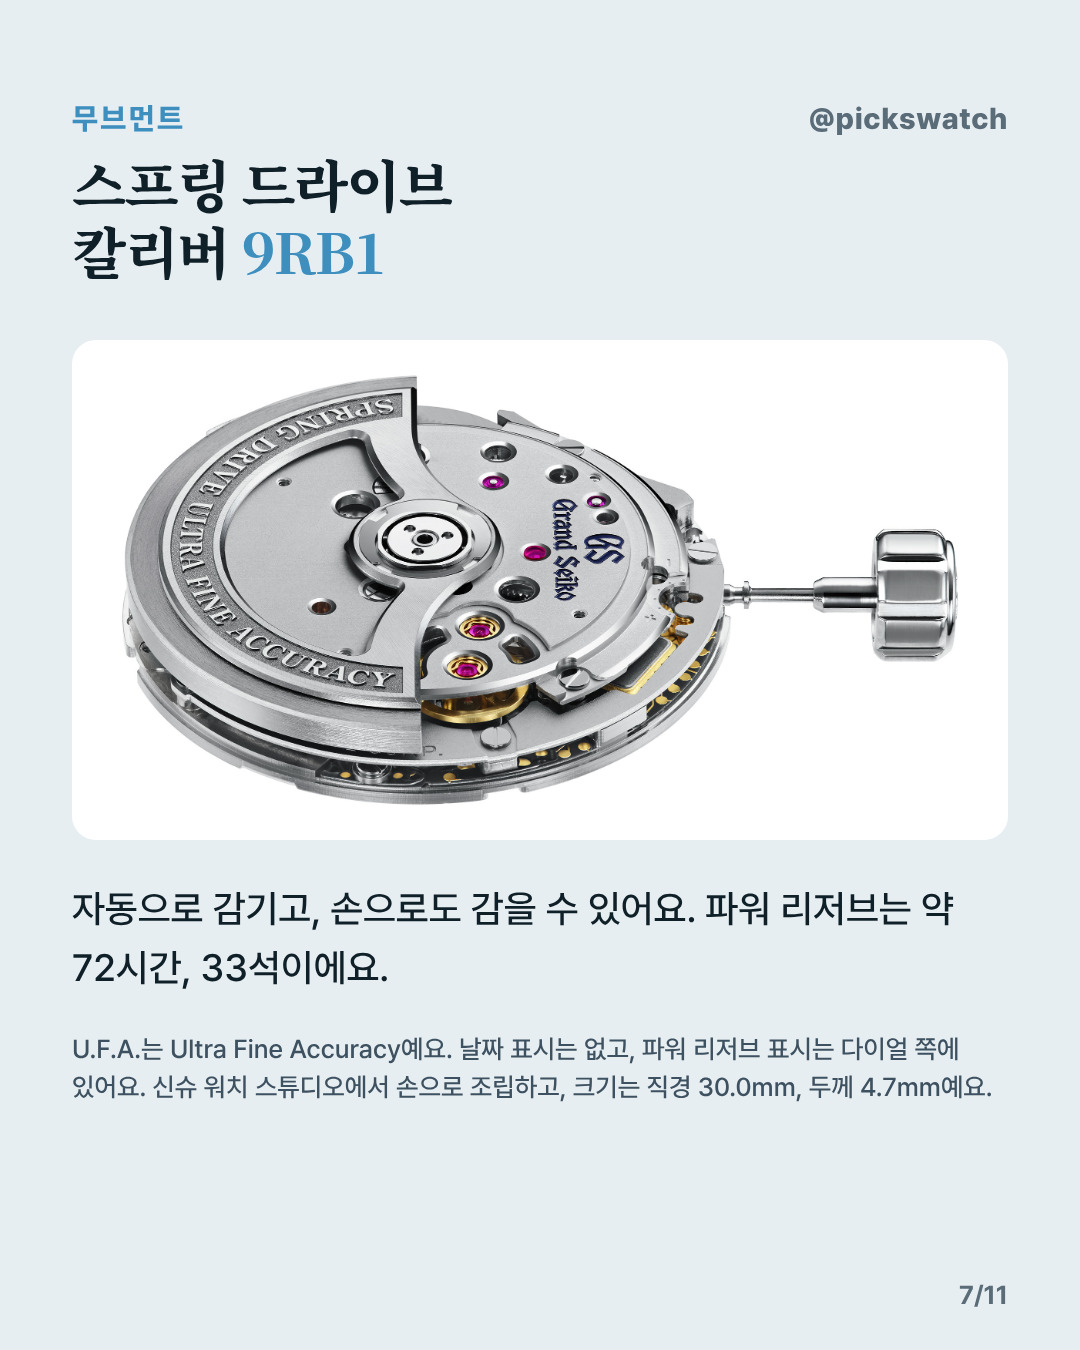 무브먼트
@pickswatch
스프링 드라이브
칼리버 9RB1
SPRING DRIVE ULTRA FINE ACCURACY
GS
Grand Seiko
자동으로 감기고, 손으로도 감을 수 있어요. 파워 리저브는 약
72시간, 33석이에요.
U.F.A.는 Ultra Fine Accuracy예요. 날짜 표시는 없고, 파워 리저브 표시는 다이얼 쪽에
있어요. 신슈 워치 스튜디오에서 손으로 조립하고, 크기는 직경 30.0mm, 두께 4.7mm예요.
7/11